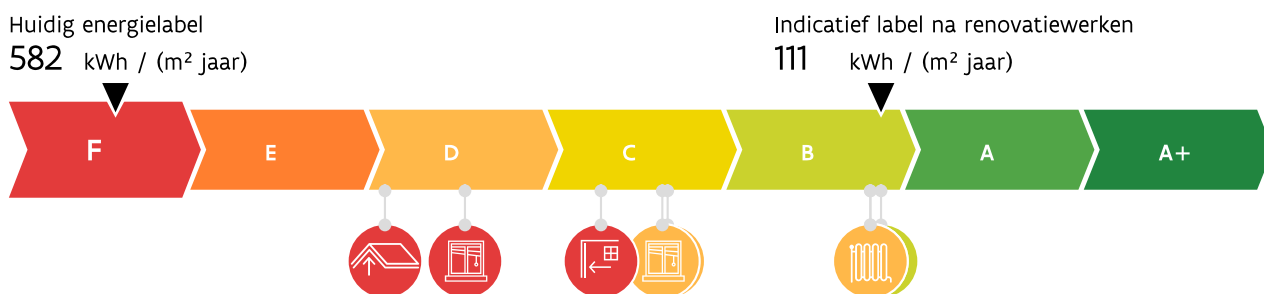 Huidig energielabel
582 kWh / (m² jaar)
Indicatief label na renovatiewerken
111 kWh / (m² jaar)
F E D C B A A+